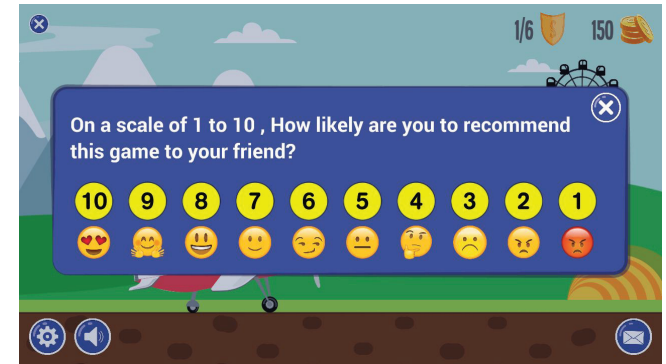 1/6 150
On a scale of 1 to 10 , How likely are you to recommend
this game to your friend?
10 9 8 7 6 5 4 3 2 1